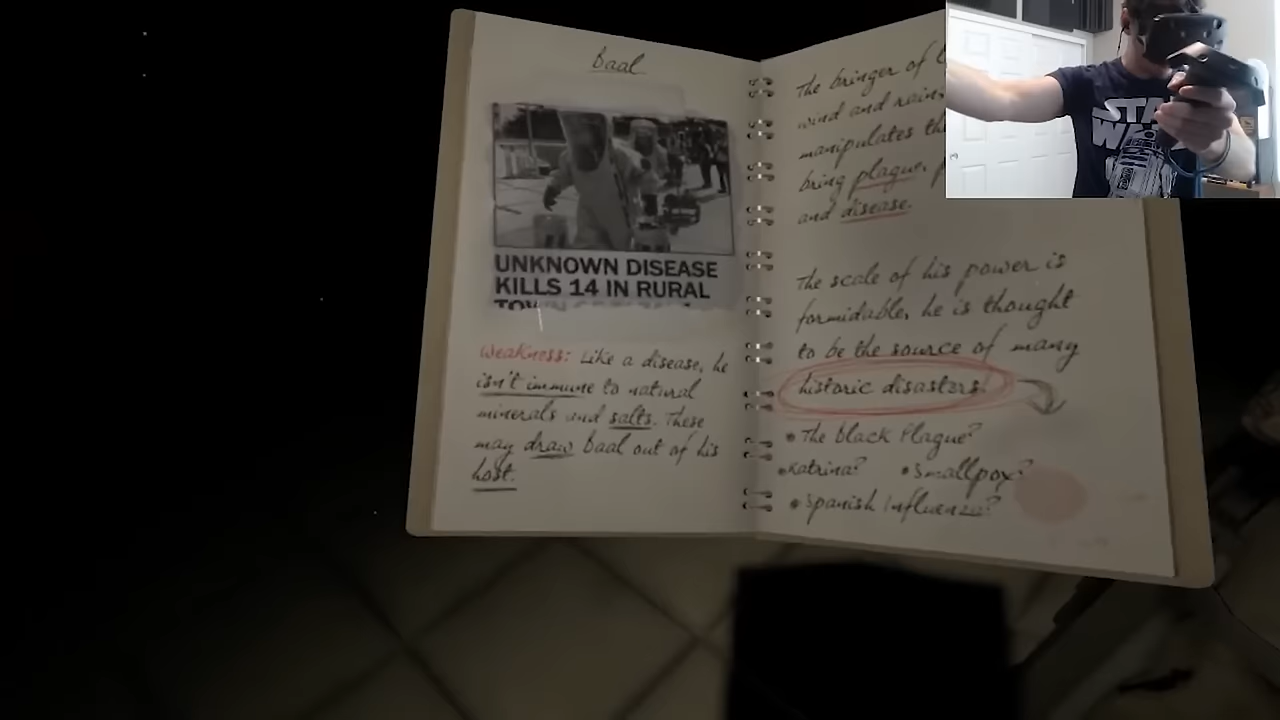 baal
UNKNOWN DISEASE
KILLS 14 IN RURAL
Weakness: Like a disease, he
isn't immune to natural
minerals and salts. These
may draw baal out of his
host.
The bringer of
wind and rain,
manipulates
bring plague,
and disease.
The scale of his power is
formidable, he is thought
to be the source of many
historic disasters!
• The black Plague?
• Katrina? • Smallpox?
• Spanish Influenza?
STA
WA